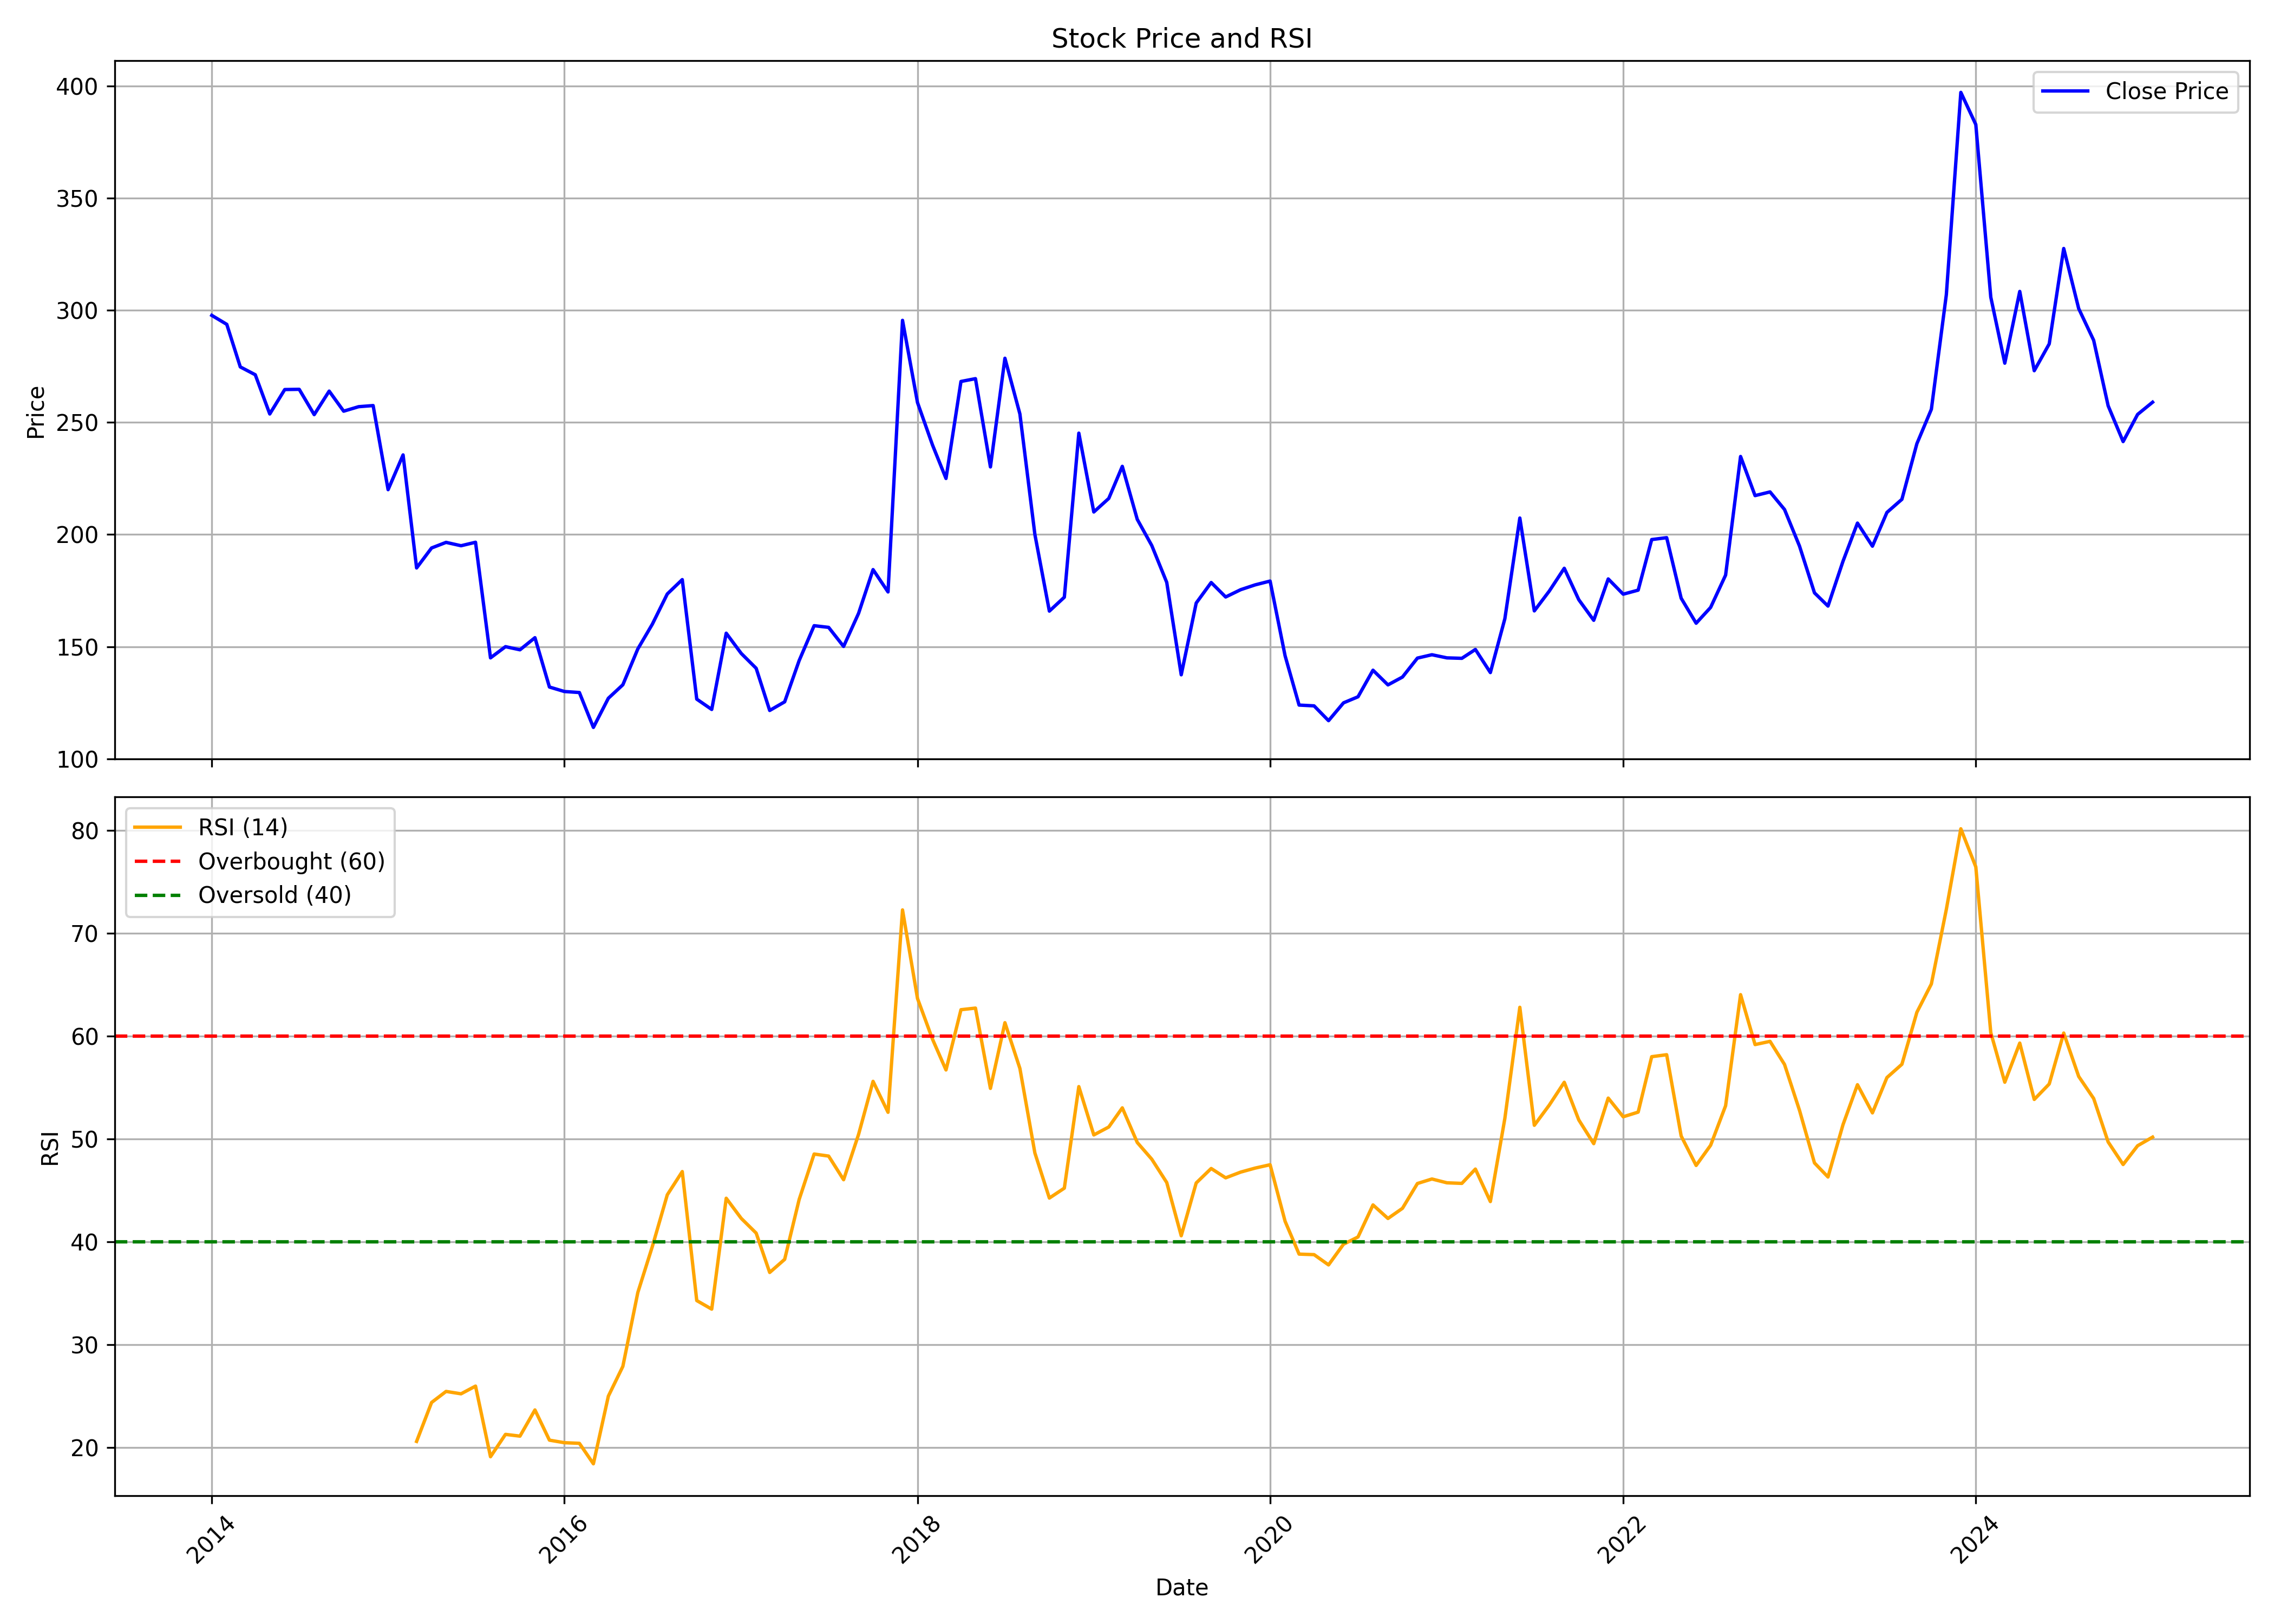 Stock Price and RSI
400
350
300
250
200
150
100
Price
Close Price
80
70
60
50
40
30
20
RSI
RSI (14)
Overbought (60)
Oversold (40)
2014
2016
2018
2020
2022
2024
Date